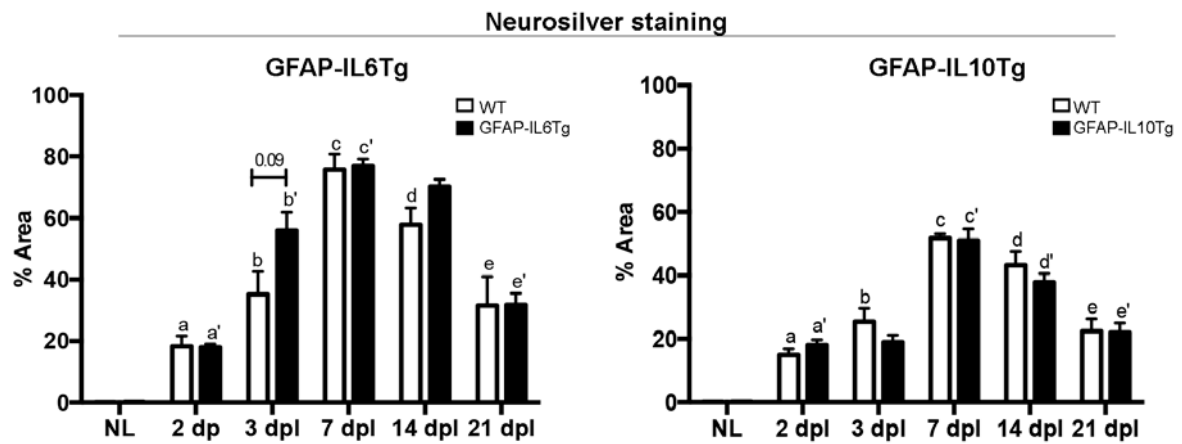 Neurosilver staining
GFAP-IL6Tg
% Area
100
80
60
40
20
0
WT
GFAP-IL6Tg
0.09
a a' b b' c c' d e e'
NL 2 dp 3 dpl 7 dpl 14 dpl 21 dpl
GFAP-IL10Tg
% Area
100
80
60
40
20
0
WT
GFAP-IL10Tg
a a' b c c' d d' e e'
NL 2 dp 3 dpl 7 dpl 14 dpl 21 dpl